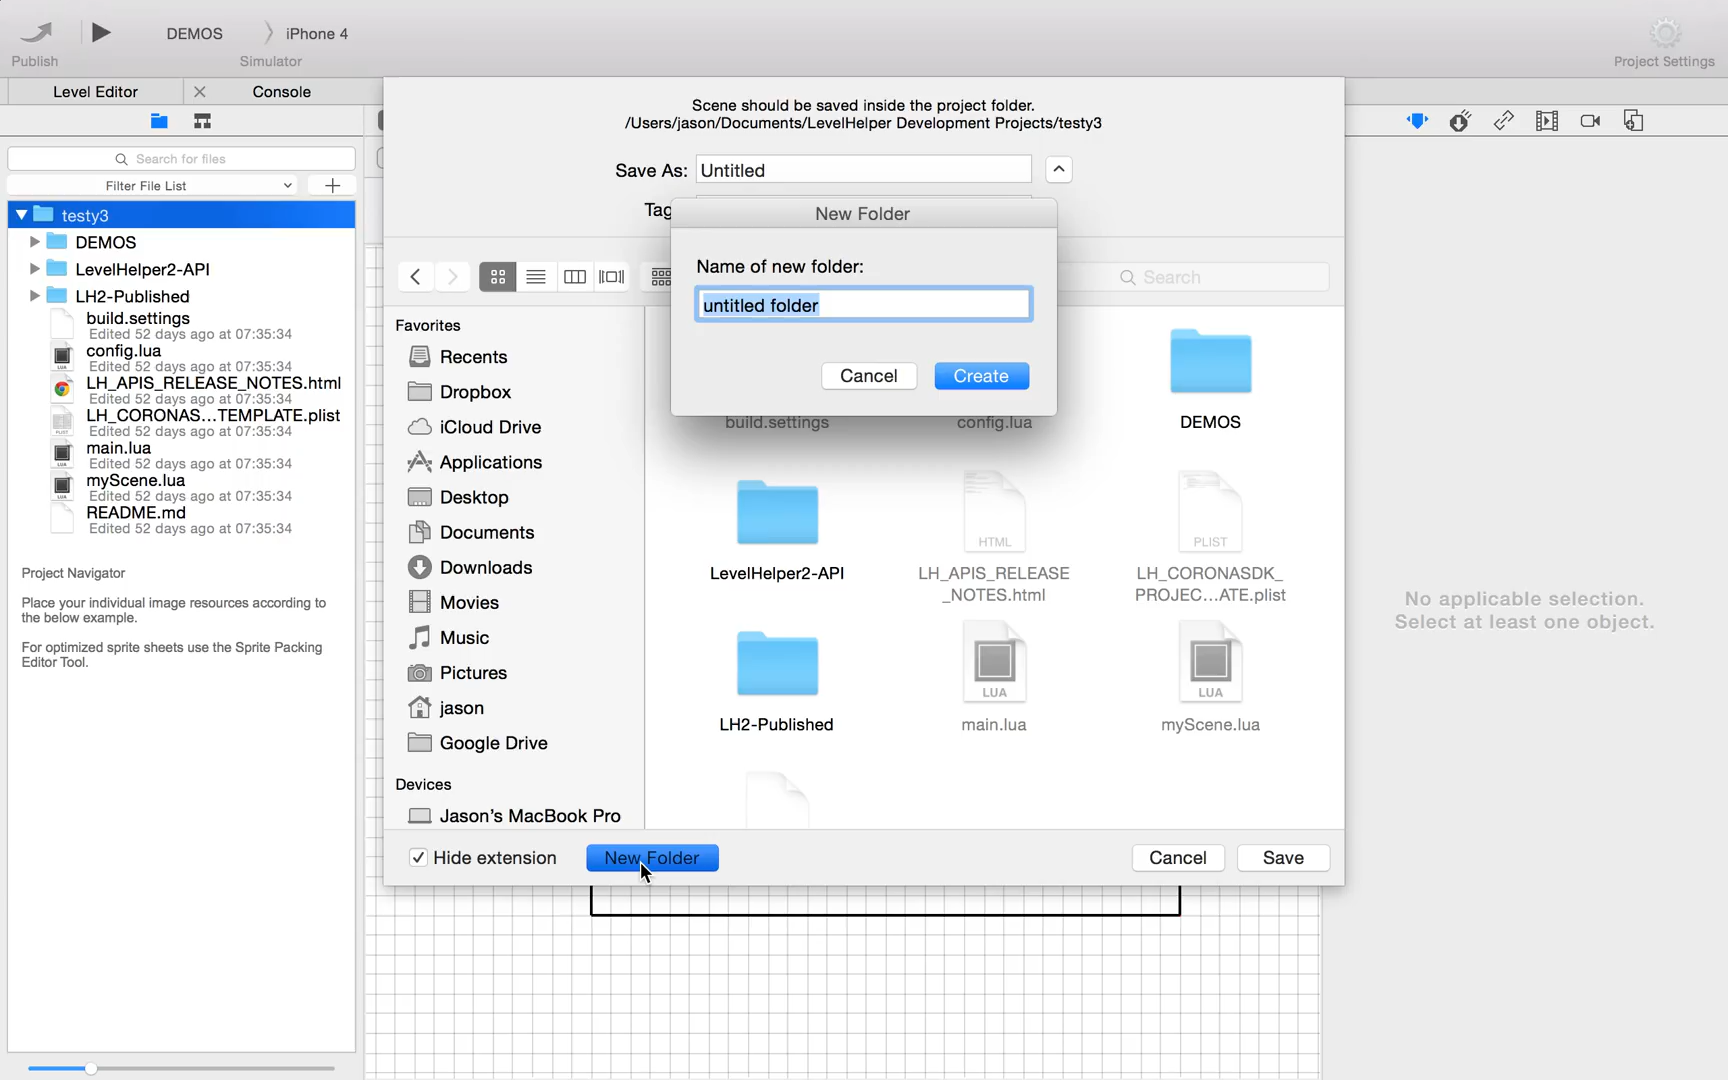 DEMOS
iPhone 4
Publish
Simulator
Project Settings
Level Editor
Console
Search for files
Filter File List
testy3
DEMOS
LevelHelper2-API
LH2-Published
build.settings
Edited 52 days ago at 07:35:34
config.lua
Edited 52 days ago at 07:35:34
LH_APIS_RELEASE_NOTES.html
Edited 52 days ago at 07:35:34
LH_CORONAS...TEMPLATE.plist
Edited 52 days ago at 07:35:34
main.lua
Edited 52 days ago at 07:35:34
myScene.lua
Edited 52 days ago at 07:35:34
README.md
Edited 52 days ago at 07:35:34
Project Navigator
Place your individual image resources according to
the below example.
For optimized sprite sheets use the Sprite Packing
Editor Tool.
Scene should be saved inside the project folder.
/Users/jason/Documents/LevelHelper Development Projects/testy3
Save As:
Untitled
Tag
New Folder
Name of new folder:
untitled folder
Cancel
Create
Search
Favorites
Recents
Dropbox
iCloud Drive
Applications
Desktop
Documents
Downloads
Movies
Music
Pictures
jason
Google Drive
Devices
Jason's MacBook Pro
build.settings
config.lua
DEMOS
LevelHelper2-API
HTML
LH_APIS_RELEASE
_NOTES.html
PLIST
LH_CORONASDK_
PROJEC...ATE.plist
LH2-Published
LUA
main.lua
LUA
myScene.lua
Hide extension
New Folder
Cancel
Save
No applicable selection.
Select at least one object.